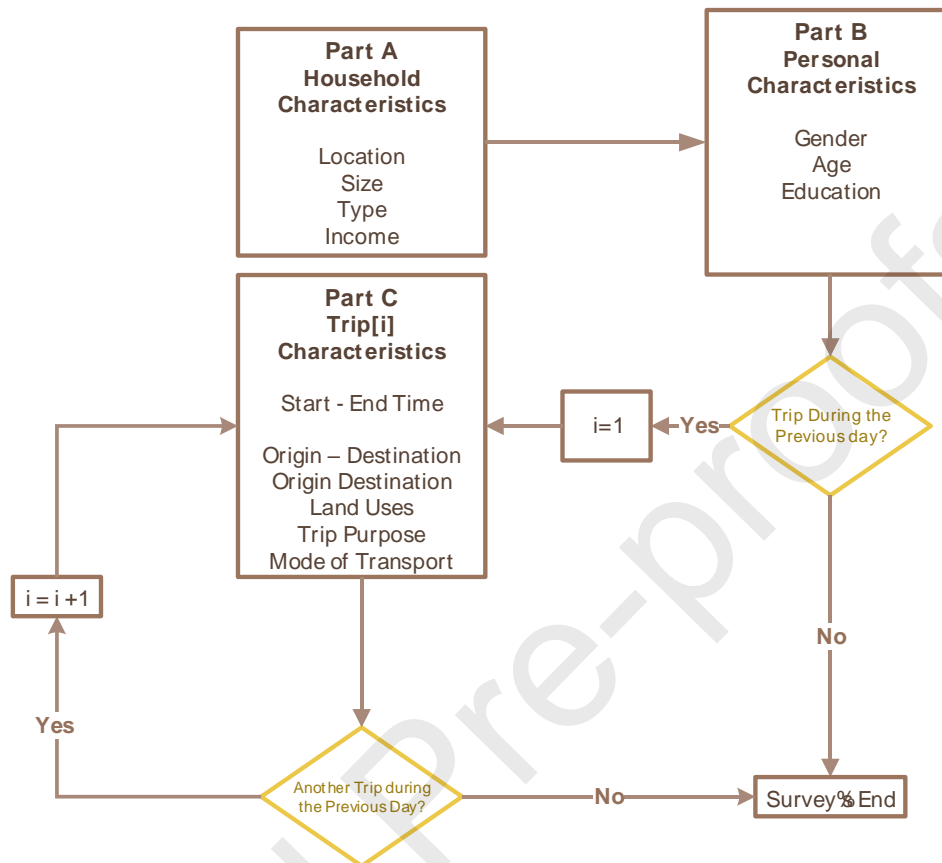 Part A
Household
Characteristics
Location
Size
Type
Income
Part B
Personal
Characteristics
Gender
Age
Education
Part C
Trip[i]
Characteristics
Start - End Time
Origin – Destination
Origin Destination
Land Uses
Trip Purpose
Mode of Transport
i=1
Yes
Trip During the
Previous day?
i = i +1
No
Yes
Another Trip during
the Previous Day?
No
Survey‰ End
Pre-proof